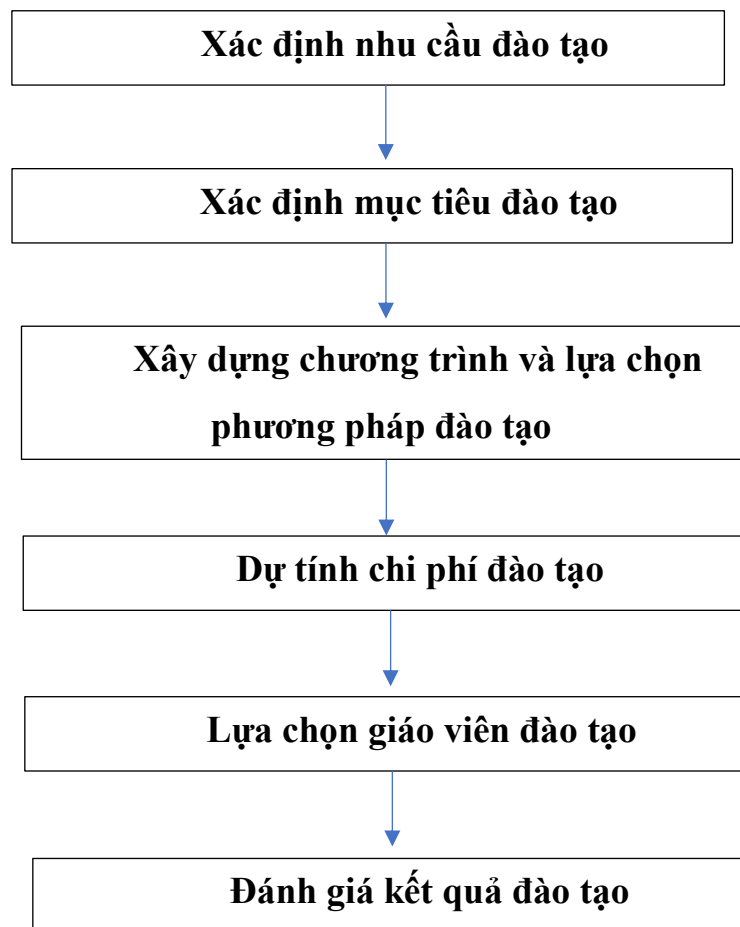 Xác định nhu cầu đào tạo
Xác định mục tiêu đào tạo
Xây dựng chương trình và lựa chọn
phương pháp đào tạo
Dự tính chi phí đào tạo
Lựa chọn giáo viên đào tạo
Đánh giá kết quả đào tạo